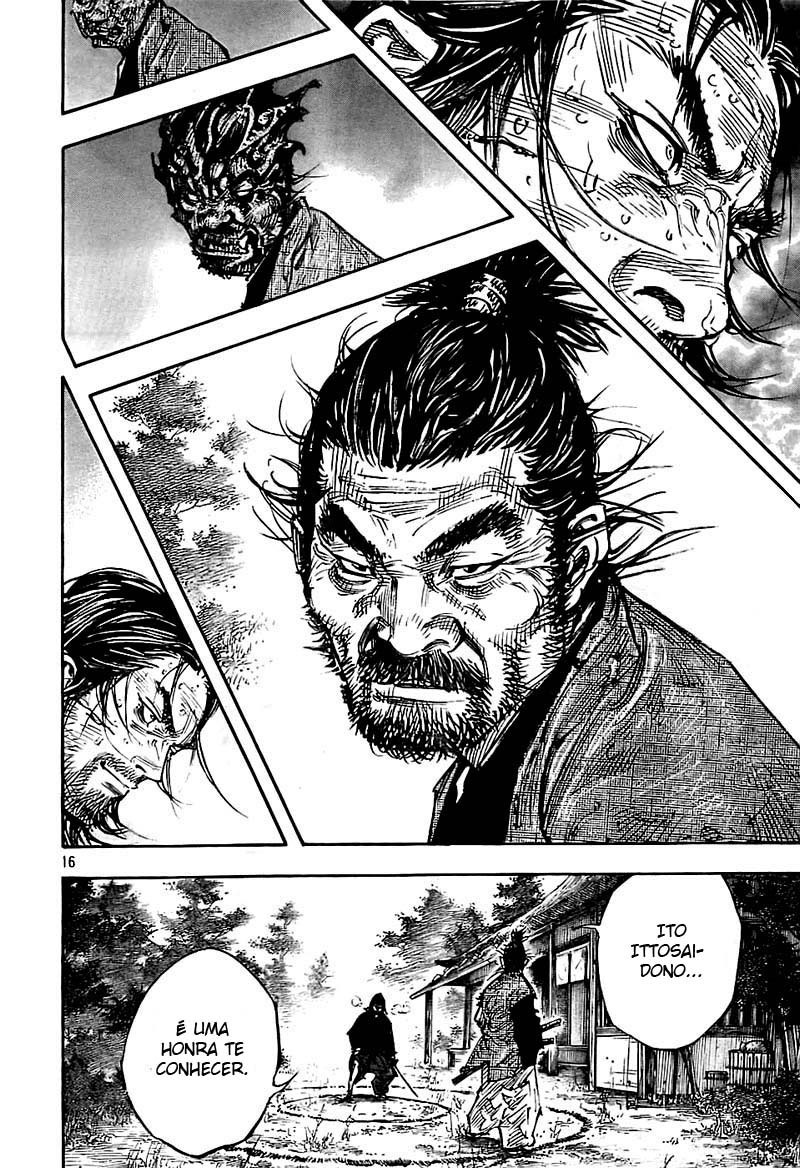 16
ITO
ITTOSAI-
DONO...
É UMA
HONRA TE
CONHECER.